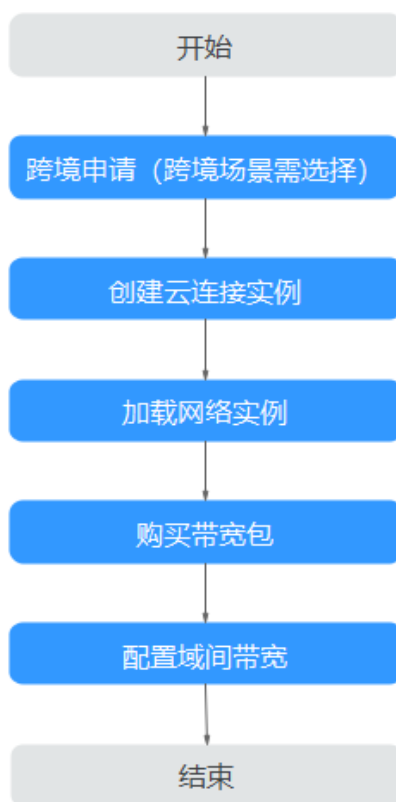 开始
跨境申请（跨境场景需选择）
创建云连接实例
加载网络实例
购买带宽包
配置域间带宽
结束